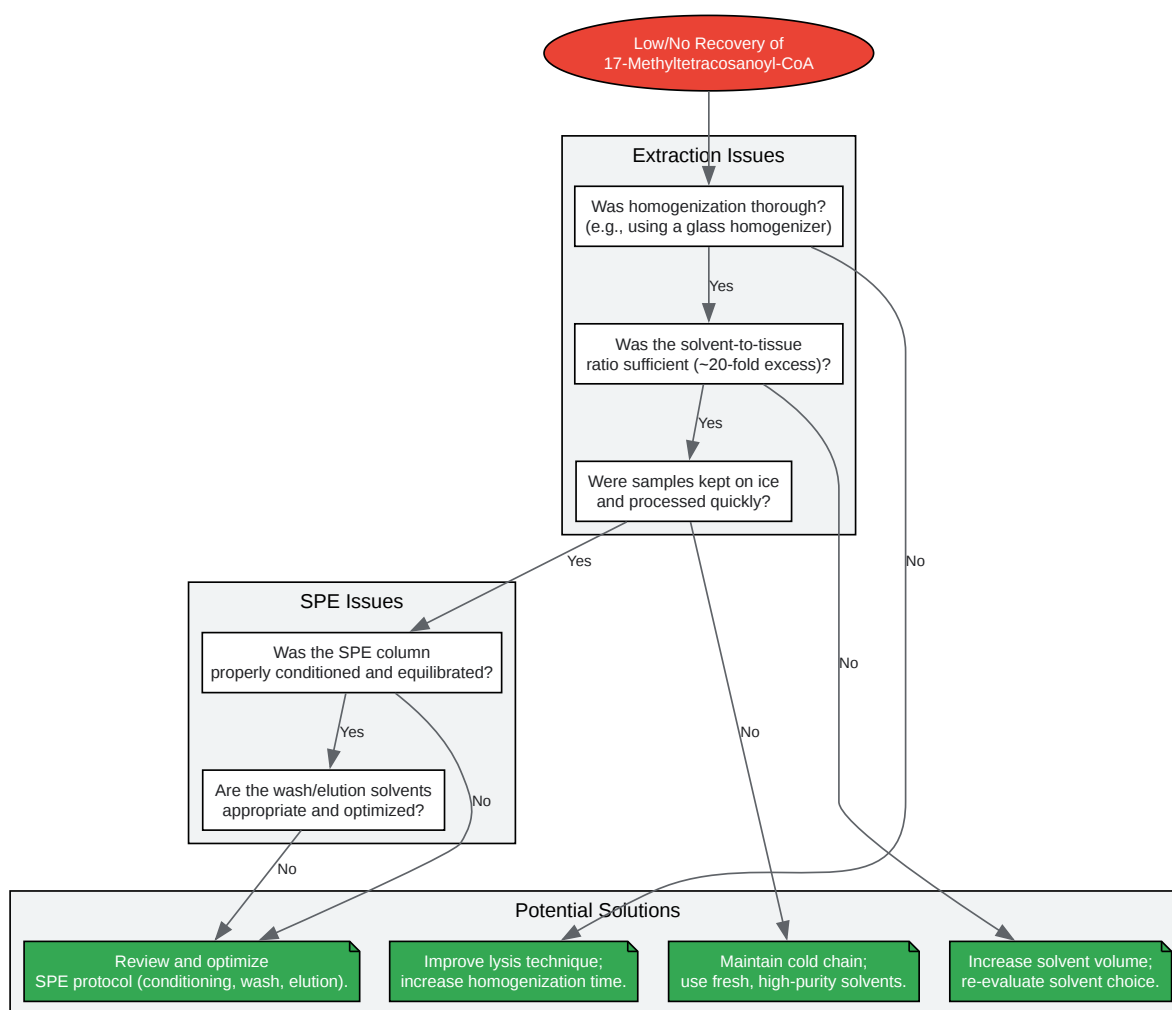 Low/No Recovery of
17-Methyltetracosanoyl-CoA
Extraction Issues
Was homogenization thorough?
(e.g., using a glass homogenizer)
Yes
Was the solvent-to-tissue
ratio sufficient (~20-fold excess)?
Yes
Were samples kept on ice
and processed quickly?
Yes
No
SPE Issues
Was the SPE column
properly conditioned and equilibrated?
No
Yes
No
Are the wash/elution solvents
appropriate and optimized?
No
No
Potential Solutions
Review and optimize
SPE protocol (conditioning, wash, elution).
Improve lysis technique;
increase homogenization time.
Maintain cold chain;
use fresh, high-purity solvents.
Increase solvent volume;
re-evaluate solvent choice.